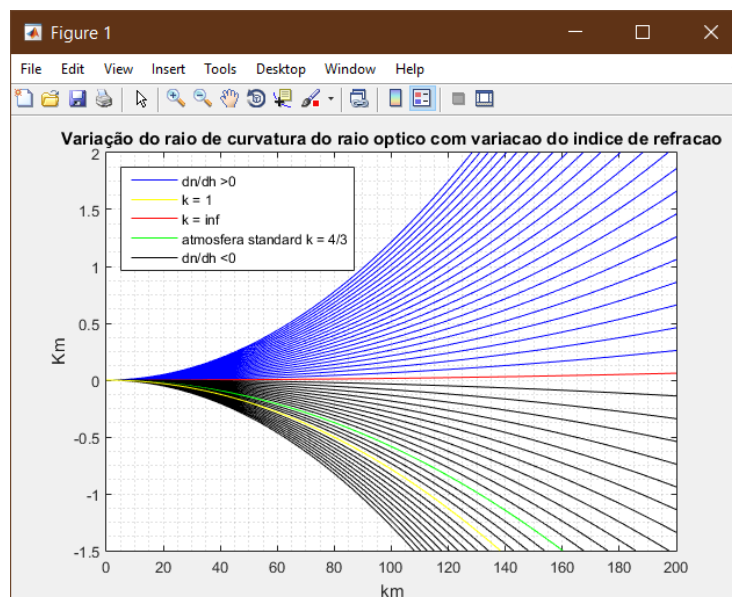 Figure 1
File Edit View Insert Tools Desktop Window Help
Variação do raio de curvatura do raio optico com variacao do indice de refracao
dn/dh >0
k = 1
k = inf
atmosfera standard k = 4/3
dn/dh <0
Km
2
1.5
1
0.5
0
-0.5
-1
-1.5
0 20 40 60 80 100 120 140 160 180 200
km